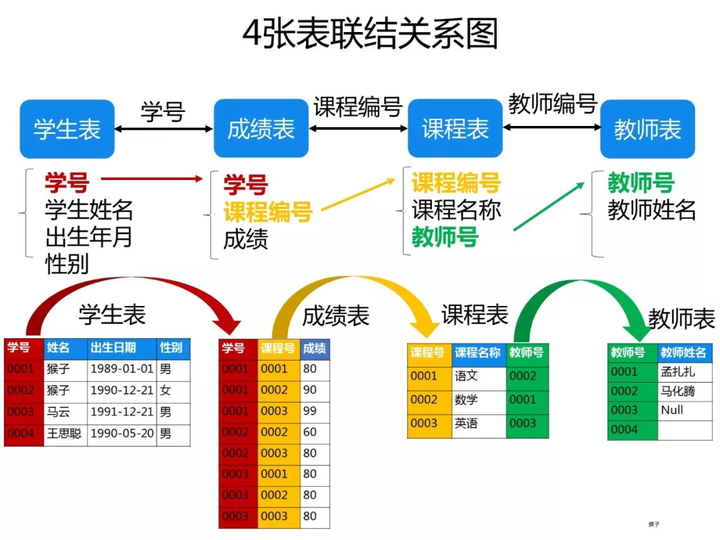 4张表联结关系图
学号 课程编号 教师编号
学生表 成绩表 课程表 教师表
学号
学生姓名
出生年月
性别
学号
课程编号
成绩
课程编号
课程名称
教师号
教师号
教师姓名
学生表
学号 姓名 出生日期 性别
0001 猴子 1989-01-01 男
0002 猴子 1990-12-21 女
0003 马云 1991-12-21 男
0004 王思聪 1990-05-20 男
成绩表
学号 课程号 成绩
0001 0001 80
0001 0002 90
0001 0003 99
0002 0002 60
0002 0003 80
0003 0001 80
0003 0002 80
0003 0003 80
课程表
课程号 课程名称 教师号
0001 语文 0002
0002 数学 0001
0003 英语 0003
教师表
教师号 教师姓名
0001 孟扎扎
0002 马化腾
0003 Null
0004
猴子